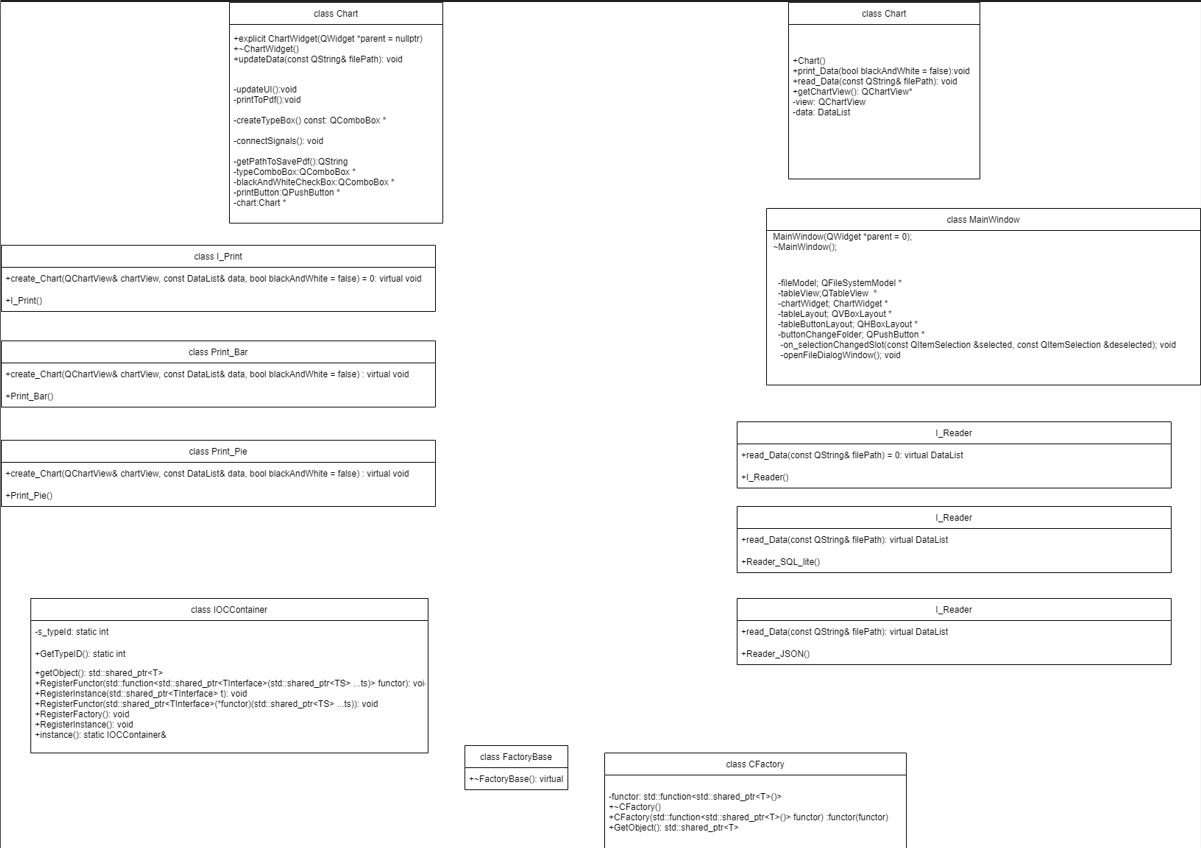 class Chart
+explicit ChartWidget(QWidget *parent = nullptr)
+~ChartWidget()
+updateData(const QString& filePath): void
-updateUI():void
-printToPdf():void
-createTypeBox() const: QComboBox *
-connectSignals(): void
-getPathToSavePdf():QString
-typeComboBox:QComboBox *
-blackAndWhiteCheckBox:QComboBox *
-printButton:QPushButton *
-chart:Chart *
class Chart
+Chart()
+print_Data(bool blackAndWhite = false):void
+read_Data(const QString& filePath): void
+getChartView(): QChartView*
-view: QChartView
-data: DataList
class MainWindow
MainWindow(QWidget *parent = 0);
~MainWindow();
-fileModel; QFileSystemModel *
-tableView;QTableView *
-chartWidget; ChartWidget *
-tableLayout; QVBoxLayout *
-tableButtonLayout; QHBoxLayout *
-buttonChangeFolder; QPushButton *
-on_selectionChangedSlot(const QItemSelection &selected, const QItemSelection &deselected); void
-openFileDialogWindow(); void
class I_Print
+create_Chart(QChartView& chartView, const DataList& data, bool blackAndWhite = false) = 0: virtual void
+I_Print()
class Print_Bar
+create_Chart(QChartView& chartView, const DataList& data, bool blackAndWhite = false) : virtual void
+Print_Bar()
class Print_Pie
+create_Chart(QChartView& chartView, const DataList& data, bool blackAndWhite = false) : virtual void
+Print_Pie()
I_Reader
+read_Data(const QString& filePath) = 0: virtual DataList
+I_Reader()
I_Reader
+read_Data(const QString& filePath): virtual DataList
+Reader_SQL_lite()
I_Reader
+read_Data(const QString& filePath): virtual DataList
+Reader_JSON()
class IOCContainer
-s_typeId: static int
+GetTypeID(): static int
+getObject(): std::shared_ptr<T>
+RegisterFunctor(std::function<std::shared_ptr<TInterface>(std::shared_ptr<TS> ...ts)> functor): voi
+RegisterInstance(std::shared_ptr<TInterface> t): void
+RegisterFunctor(std::shared_ptr<TInterface>(*functor)(std::shared_ptr<TS> ...ts)): void
+RegisterFactory(): void
+RegisterInstance(): void
+instance(): static IOCContainer&
class FactoryBase
+~FactoryBase(): virtual
class CFactory
-functor: std::function<std::shared_ptr<T>()>
+~CFactory()
+CFactory(std::function<std::shared_ptr<T>()> functor) :functor(functor)
+GetObject(): std::shared_ptr<T>